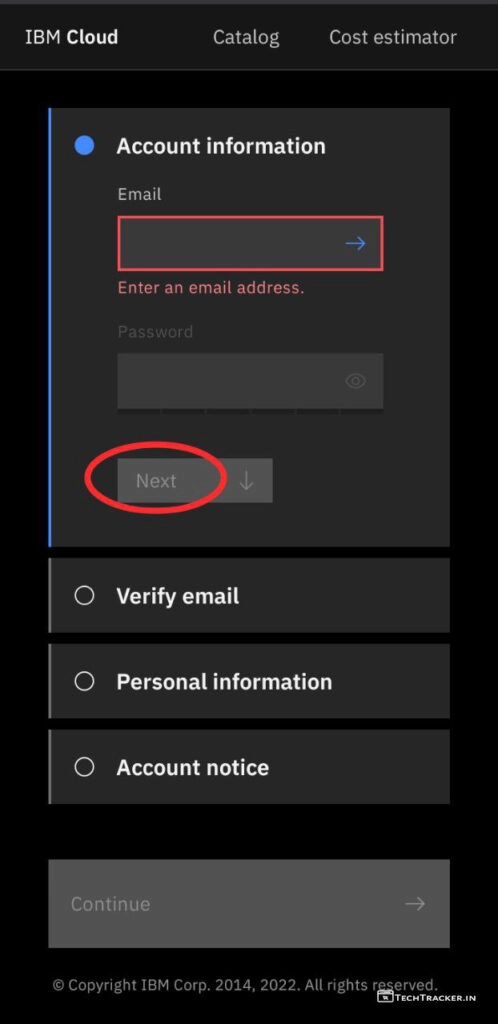 IBM Cloud Catalog Cost estimator
Account information
Email
Enter an email address.
Password
Next
Verify email
Personal information
Account notice
Continue
© Copyright IBM Corp. 2014, 2022. All rights reserved.
TechTracker.in